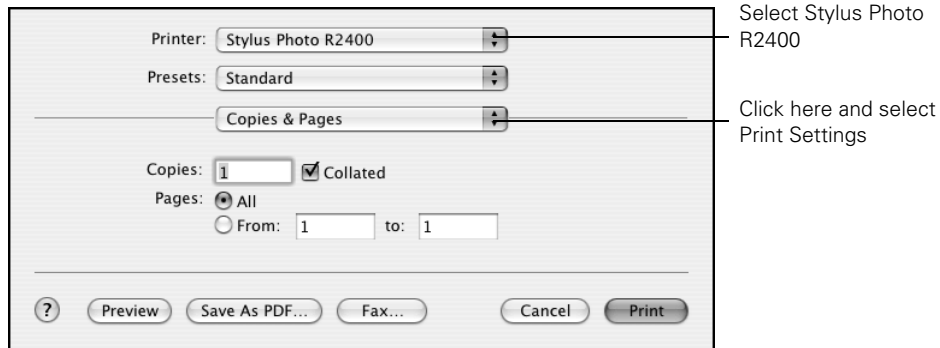 Printer: Stylus Photo R2400
Select Stylus Photo
R2400
Presets: Standard
Copies & Pages
Click here and select
Print Settings
Copies: 1 Collated
Pages: All
From: 1 to: 1
? Preview Save As PDF... Fax... Cancel Print